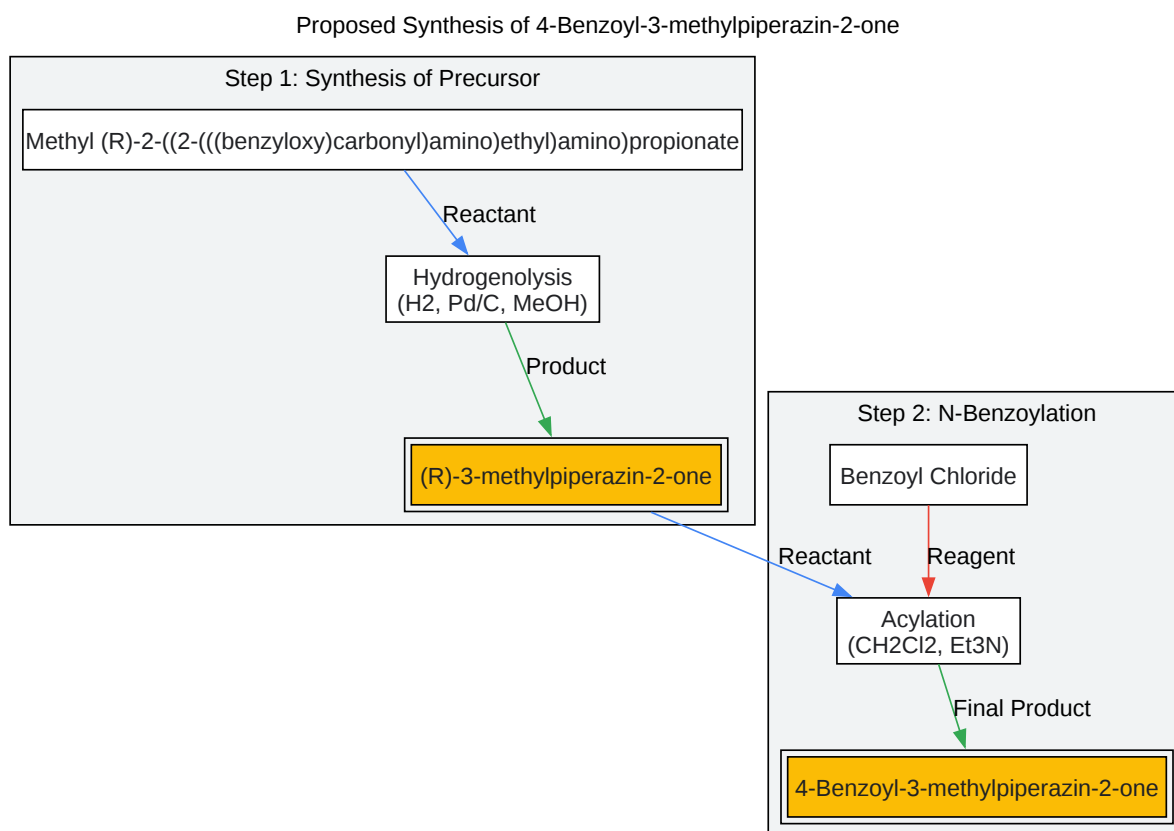 Proposed Synthesis of 4-Benzoyl-3-methylpiperazin-2-one
Step 1: Synthesis of Precursor
Methyl (R)-2-((2-(((benzyloxy)carbonyl)amino)ethyl)amino)propionate
Reactant
Hydrogenolysis
(H2, Pd/C, MeOH)
Product
(R)-3-methylpiperazin-2-one
Step 2: N-Benzoylation
Benzoyl Chloride
Reactant
Reagent
Acylation
(CH2Cl2, Et3N)
Final Product
4-Benzoyl-3-methylpiperazin-2-one